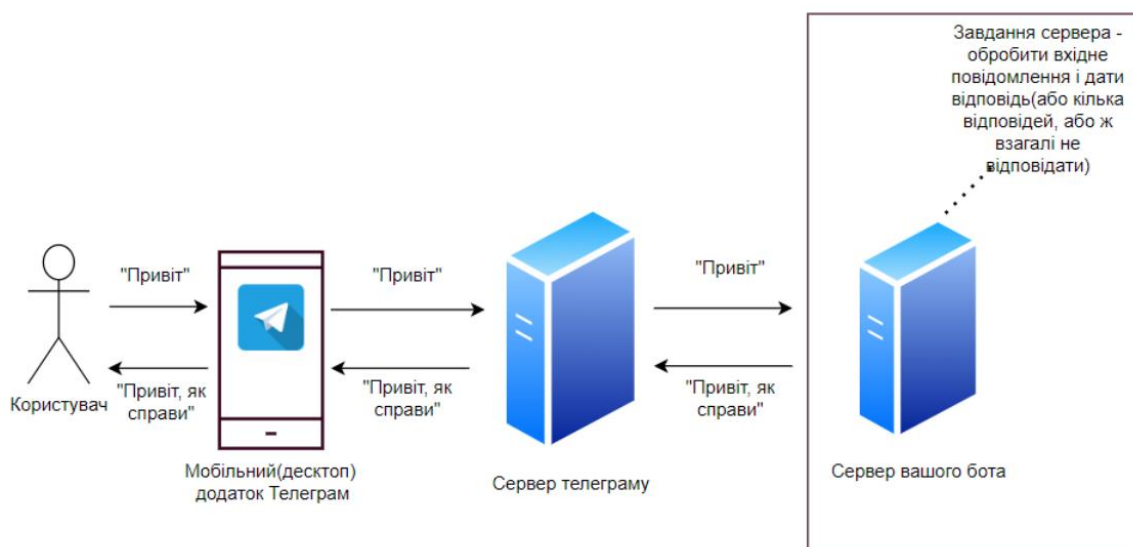 Завдання сервера -
обробити вхідне
повідомлення і дати
відповідь(або кілька
відповідей, або ж
взагалі не
відповідати)
"Привіт"
"Привіт"
"Привіт"
"Привіт, як
справи"
"Привіт, як
справи"
"Привіт, як
справи"
Користувач
Мобільний(десктоп)
додаток Телеграм
Сервер телеграму
Сервер вашого бота